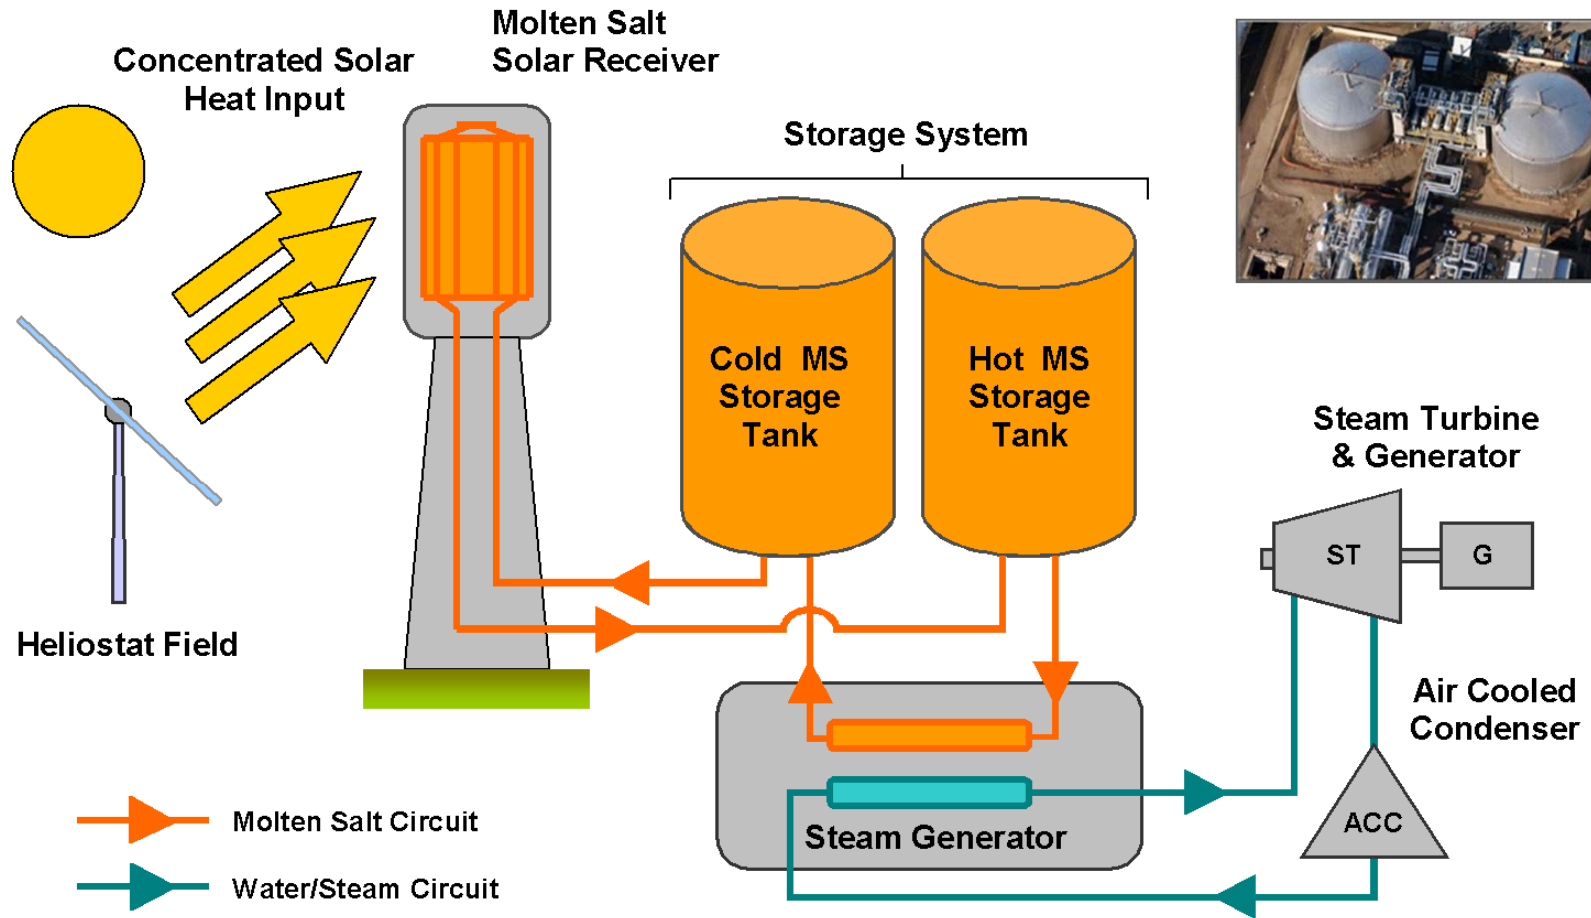 Molten Salt
Solar Receiver
Concentrated Solar
Heat Input
Storage System
Cold MS
Storage
Tank
Hot MS
Storage
Tank
Steam Turbine
& Generator
ST
G
Heliostat Field
Air Cooled
Condenser
ACC
Steam Generator
Molten Salt Circuit
Water/Steam Circuit